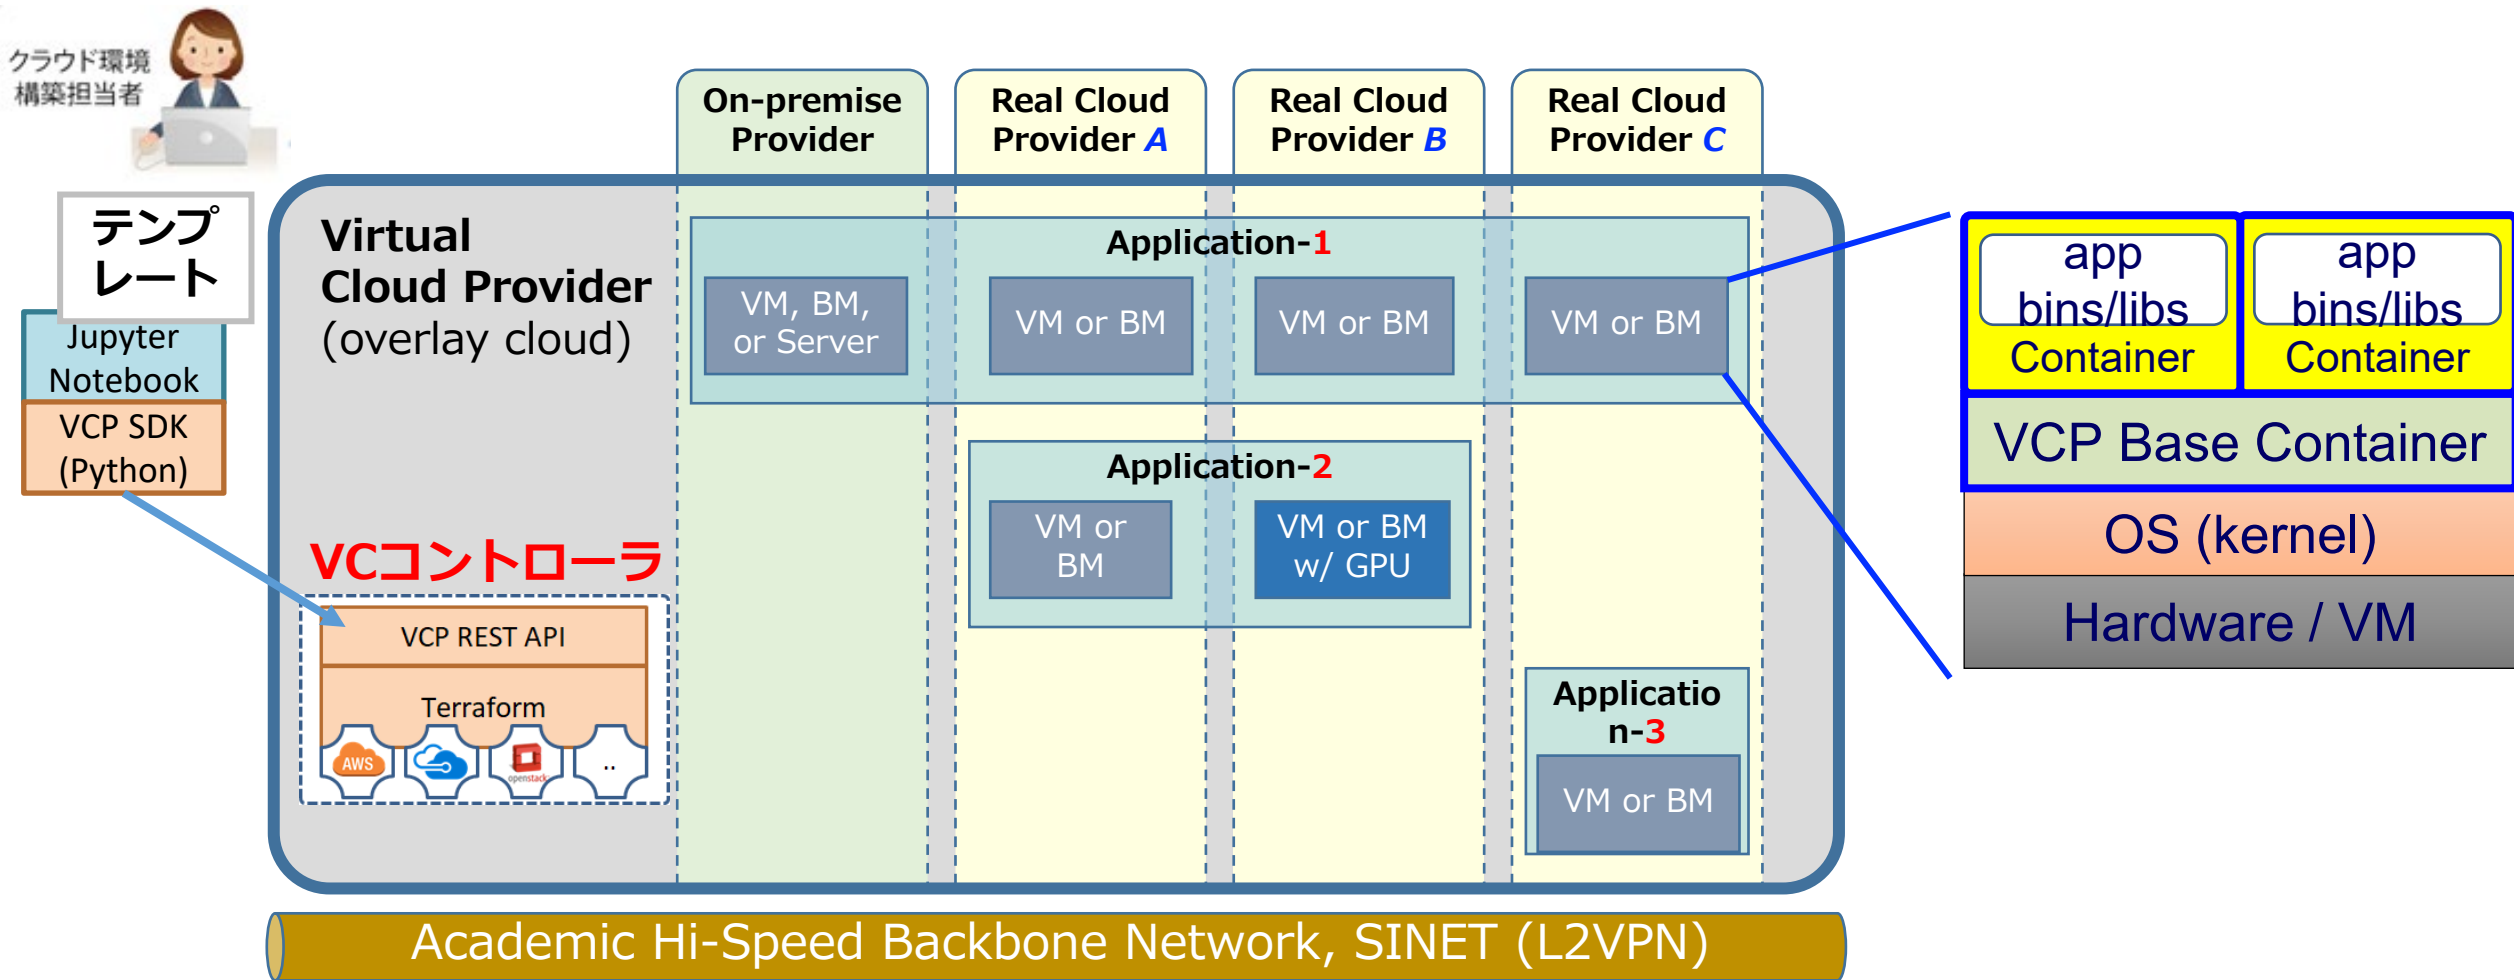 クラウド環境
構築担当者
テンプ
レート
Jupyter
Notebook
VCP SDK
(Python)
On-premise
Provider
Real Cloud
Provider A
Real Cloud
Provider B
Real Cloud
Provider C
Virtual
Cloud Provider
(overlay cloud)
Application-1
VM, BM,
or Server
VM or BM
VM or BM
VM or BM
Application-2
VM or
BM
VM or BM
w/ GPU
Applicatio
n-3
VM or BM
VCコントローラ
VCP REST API
Terraform
AWS
openstack
..
app
bins/libs
Container
app
bins/libs
Container
VCP Base Container
OS (kernel)
Hardware / VM
Academic Hi-Speed Backbone Network, SINET (L2VPN)